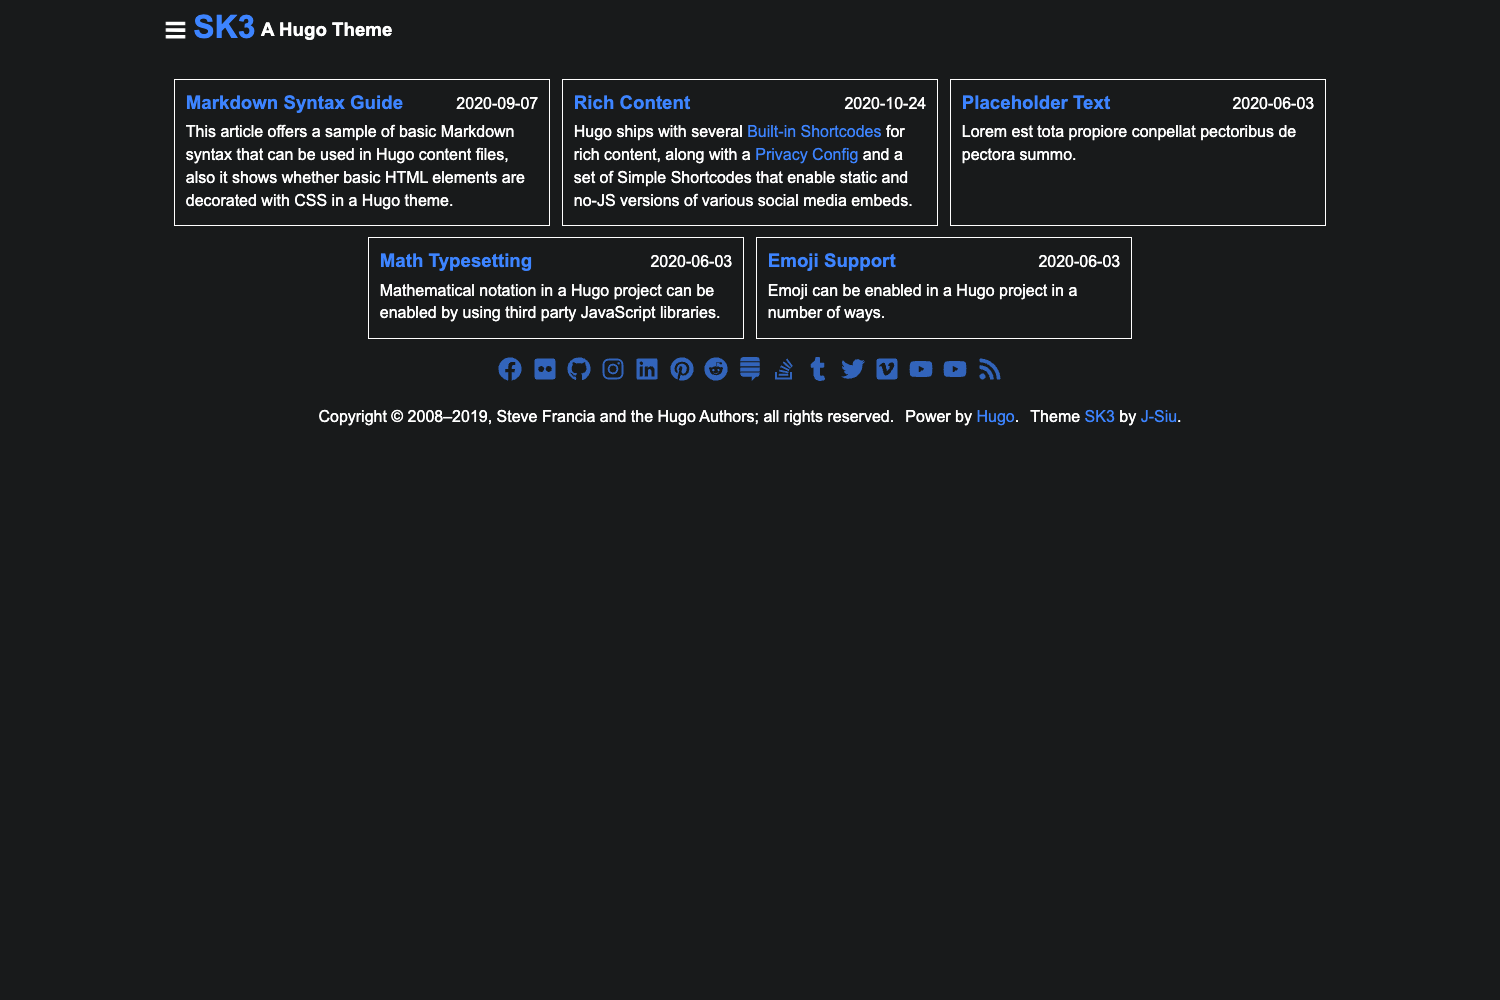 SK3 A Hugo Theme
Markdown Syntax Guide 2020-09-07
This article offers a sample of basic Markdown
syntax that can be used in Hugo content files,
also it shows whether basic HTML elements are
decorated with CSS in a Hugo theme.
Rich Content 2020-10-24
Hugo ships with several Built-in Shortcodes for
rich content, along with a Privacy Config and a
set of Simple Shortcodes that enable static and
no-JS versions of various social media embeds.
Placeholder Text 2020-06-03
Lorem est tota propiore conpellat pectoribus de
pectora summo.
Math Typesetting 2020-06-03
Mathematical notation in a Hugo project can be
enabled by using third party JavaScript libraries.
Emoji Support 2020-06-03
Emoji can be enabled in a Hugo project in a
number of ways.
Copyright © 2008–2019, Steve Francia and the Hugo Authors; all rights reserved. Power by Hugo. Theme SK3 by J-Siu.